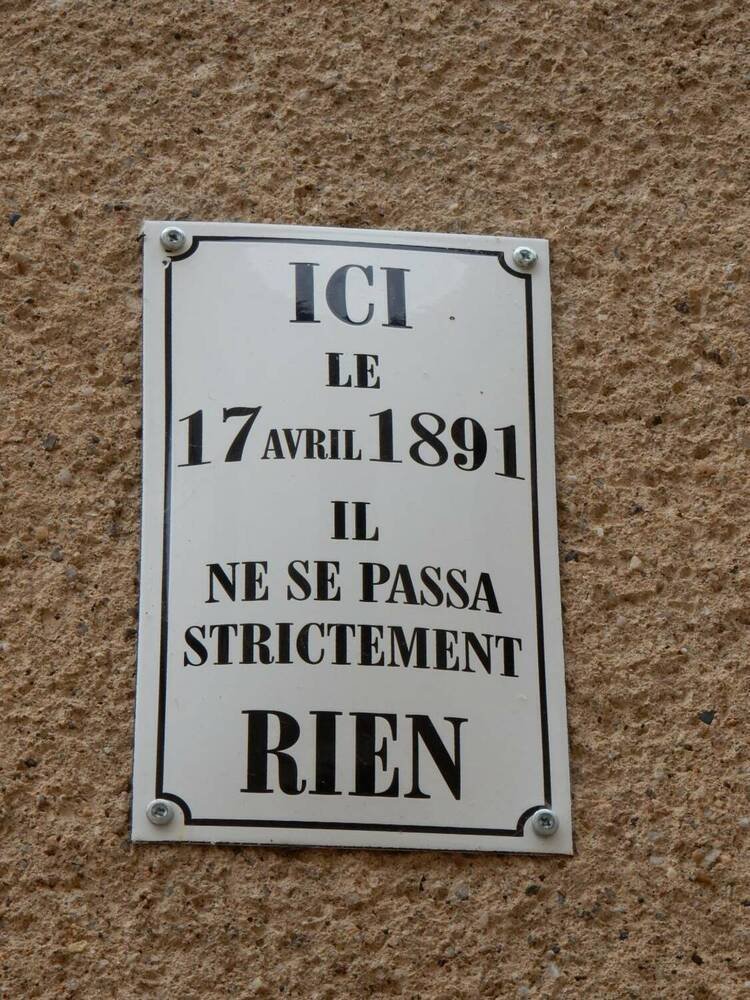 ICI
LE
17 AVRIL 1891
IL
NE SE PASSA
STRICTEMENT
RIEN